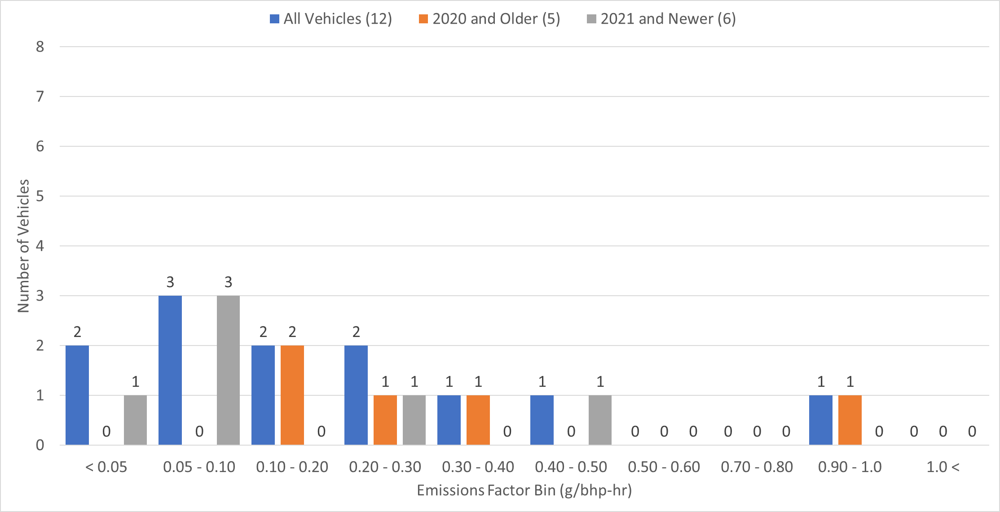 All Vehicles (12) 2020 and Older (5) 2021 and Newer (6)
8
7
6
5
4
3
2
1
0
Number of Vehicles
2 0 1 3 0 3 2 2 0 2 1 1 1 1 0 1 0 1 0 0 0 0 0 0 1 1 0 0 0 0
< 0.05 0.05 - 0.10 0.10 - 0.20 0.20 - 0.30 0.30 - 0.40 0.40 - 0.50 0.50 - 0.60 0.70 - 0.80 0.90 - 1.0 1.0 <
Emissions Factor Bin (g/bhp-hr)